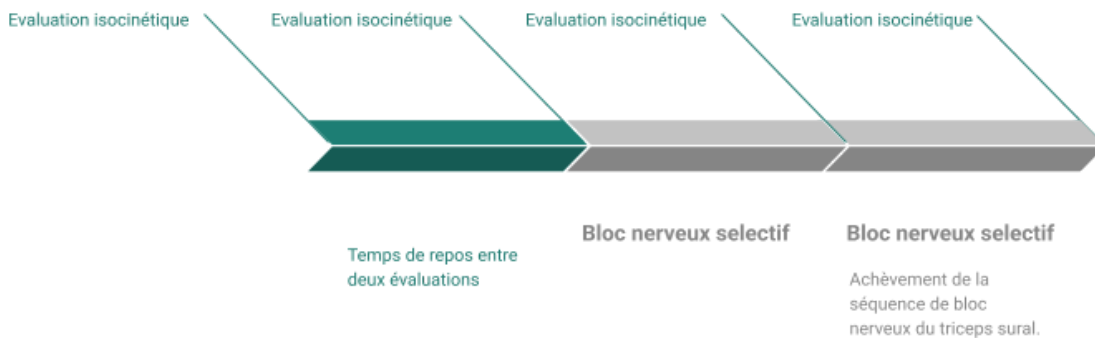 Evaluation isocinétique
Evaluation isocinétique
Evaluation isocinétique
Evaluation isocinétique
Temps de repos entre
deux évaluations
Bloc nerveux selectif
Bloc nerveux selectif
Achèvement de la
séquence de bloc
nerveux du triceps sural.